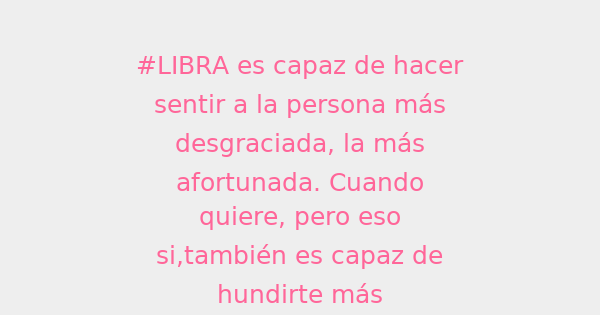 #LIBRA es capaz de hacer
sentir a la persona más
desgraciada, la más
afortunada. Cuando
quiere, pero eso
si,también es capaz de
hundirte más